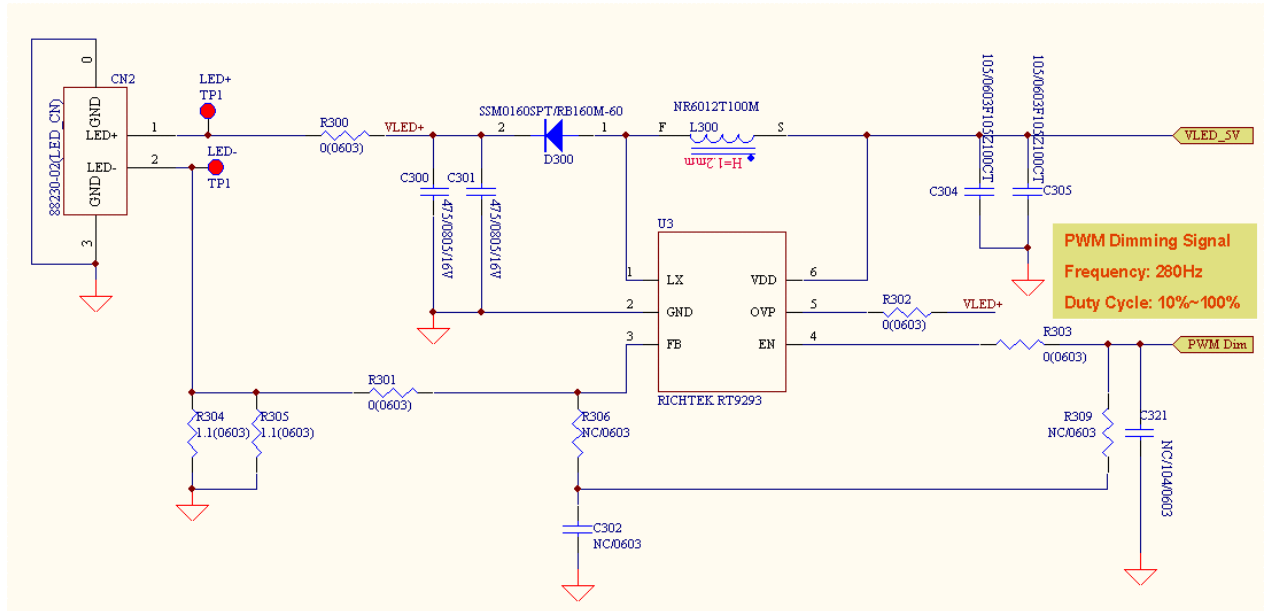 CN2
0
GND
88230-02(LED_CN)
LED+
LED-
GND
3
1
2
LED+
TP1
LED-
TP1
R300
0(0603)
VLED+
C300
475/0805/16V
C301
475/0805/16V
SSM0160SPT/RB160M-60
2
1
D300
NR6012T100M
F
L300
S
H=1.2mm
105/0603F105Z100CT
105/0603F105Z100CT
C304
C305
VLED_5V
U3
1
LX
VDD
6
2
GND
OVP
5
3
FB
EN
4
RICHTEK RT9293
R302
0(0603)
VLED+
PWM Dimming Signal
Frequency: 280Hz
Duty Cycle: 10%~100%
R303
0(0603)
PWM Dim
R301
0(0603)
R304
1.1(0603)
R305
1.1(0603)
R306
NC/0603
R309
NC/0603
C321
NC/104/0603
C302
NC/0603